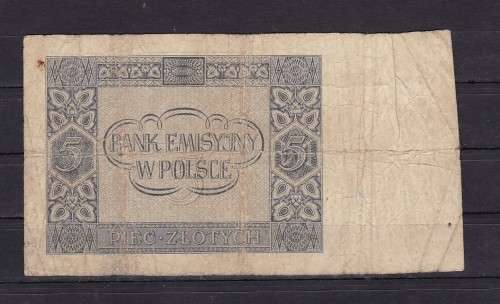 BANK EMISYJNY
W POLSCE
5 5
PIĘĆ·ZŁOTYCH